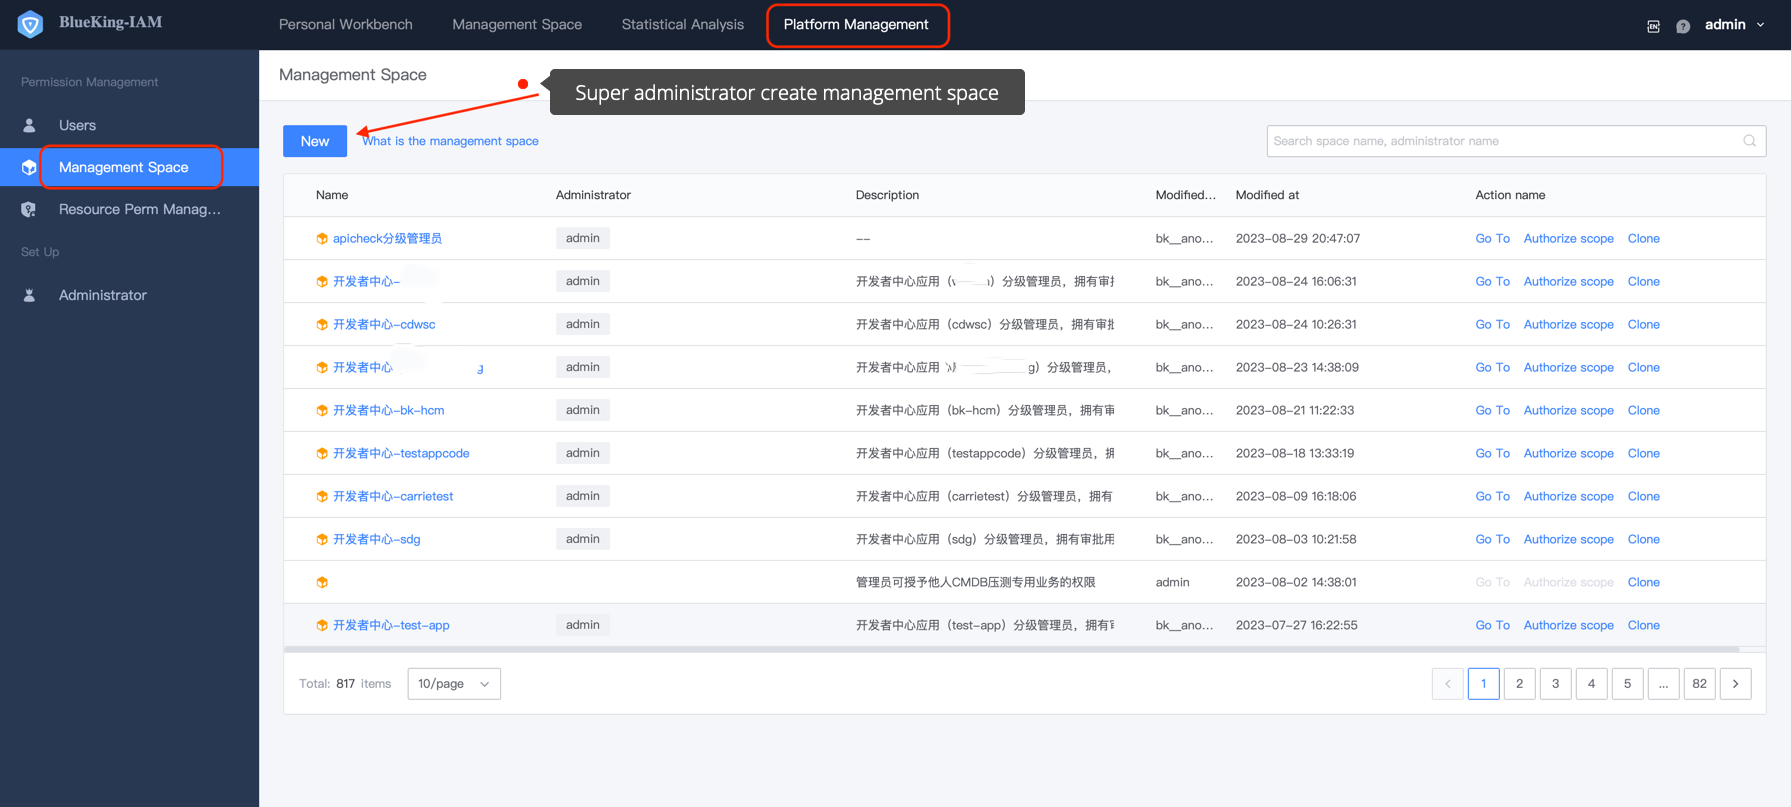 BlueKing-IAM
Personal Workbench Management Space Statistical Analysis Platform Management
admin
Permission Management
Users
Management Space
Resource Perm Manag...
Set Up
Administrator
Management Space
Super administrator create management space
New What is the management space
Search space name, administrator name
Name Administrator Description Modified... Modified at Action name
apicheck分级管理员 admin -- bk__ano... 2023-08-29 20:47:07 Go To Authorize scope Clone
开发者中心- admin 开发者中心应用（ ）分级管理员，拥有审 bk__ano... 2023-08-24 16:06:31 Go To Authorize scope Clone
开发者中心-cdwsc admin 开发者中心应用（cdwsc）分级管理员，拥有审批 bk__ano... 2023-08-24 10:26:31 Go To Authorize scope Clone
开发者中心 g admin 开发者中心应用 g）分级管理员， bk__ano... 2023-08-23 14:38:09 Go To Authorize scope Clone
开发者中心-bk-hcm admin 开发者中心应用（bk-hcm）分级管理员，拥有审 bk__ano... 2023-08-21 11:22:33 Go To Authorize scope Clone
开发者中心-testappcode admin 开发者中心应用（testappcode）分级管理员，拥 bk__ano... 2023-08-18 13:33:19 Go To Authorize scope Clone
开发者中心-carrietest admin 开发者中心应用（carrietest）分级管理员，拥有 bk__ano... 2023-08-09 16:18:06 Go To Authorize scope Clone
开发者中心-sdg admin 开发者中心应用（sdg）分级管理员，拥有审批用 bk__ano... 2023-08-03 10:21:58 Go To Authorize scope Clone
管理员可授予他人CMDB压测专用业务的权限 admin 2023-08-02 14:38:01 Go To Authorize scope Clone
开发者中心-test-app admin 开发者中心应用（test-app）分级管理员，拥有 bk__ano... 2023-07-27 16:22:55 Go To Authorize scope Clone
Total: 817 items 10/page 1 2 3 4 5 ... 82